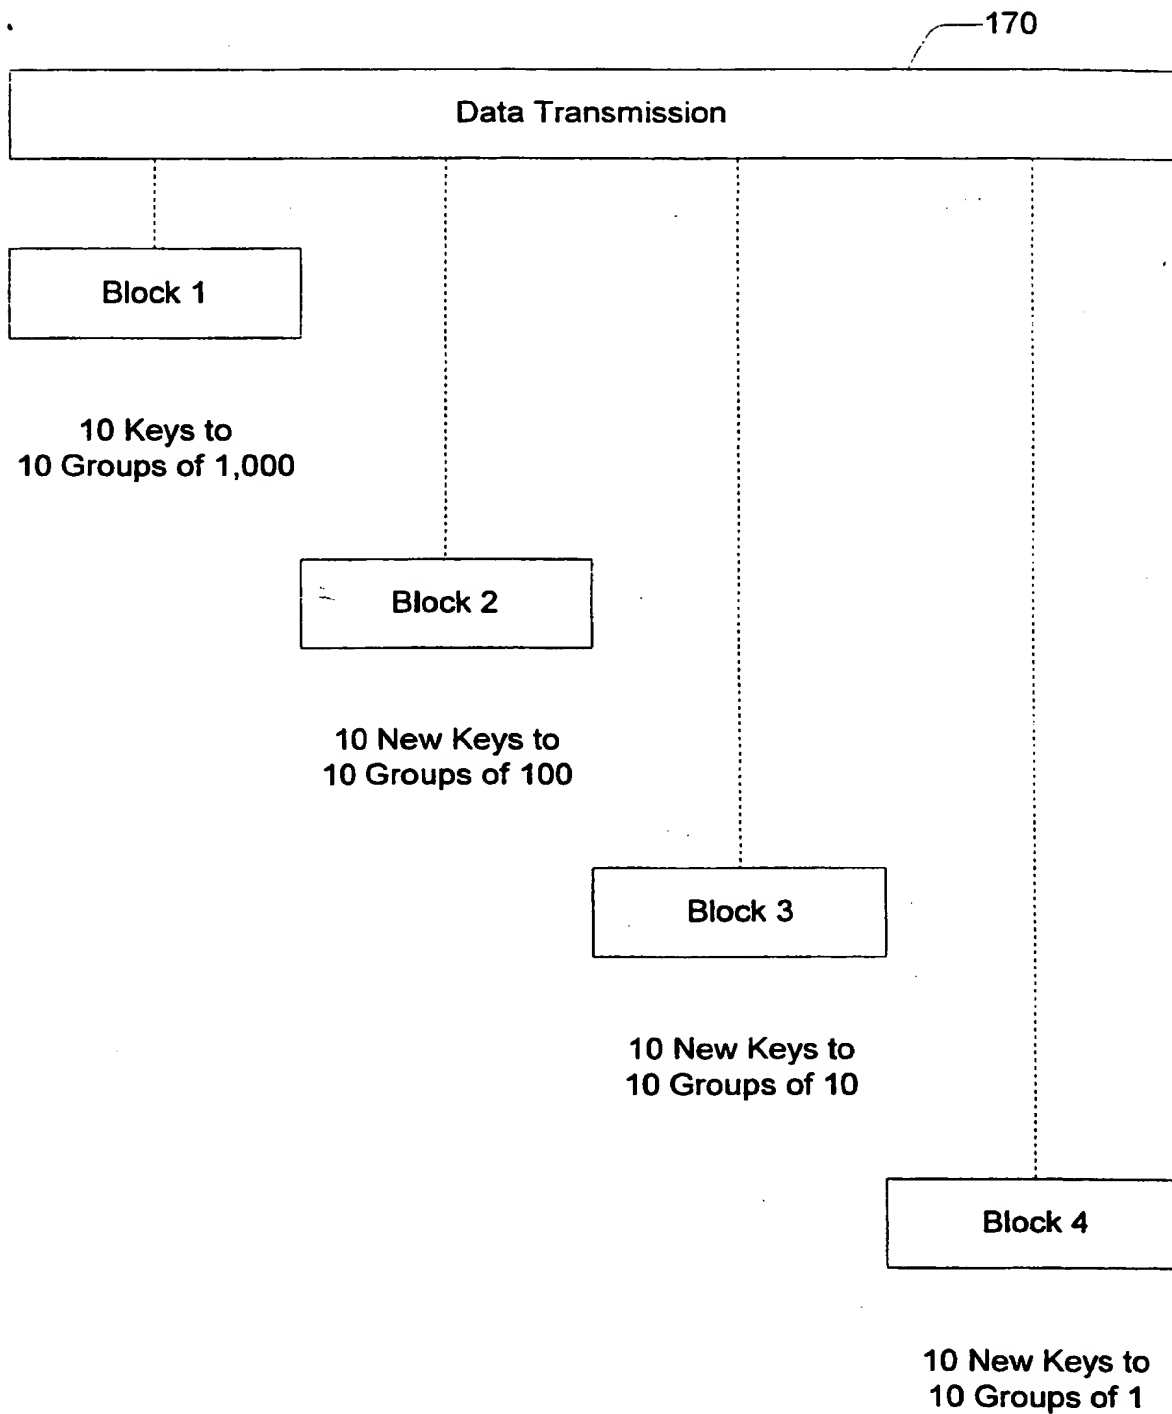 170
Data Transmission
Block 1
10 Keys to
10 Groups of 1,000
Block 2
10 New Keys to
10 Groups of 100
Block 3
10 New Keys to
10 Groups of 10
Block 4
10 New Keys to
10 Groups of 1